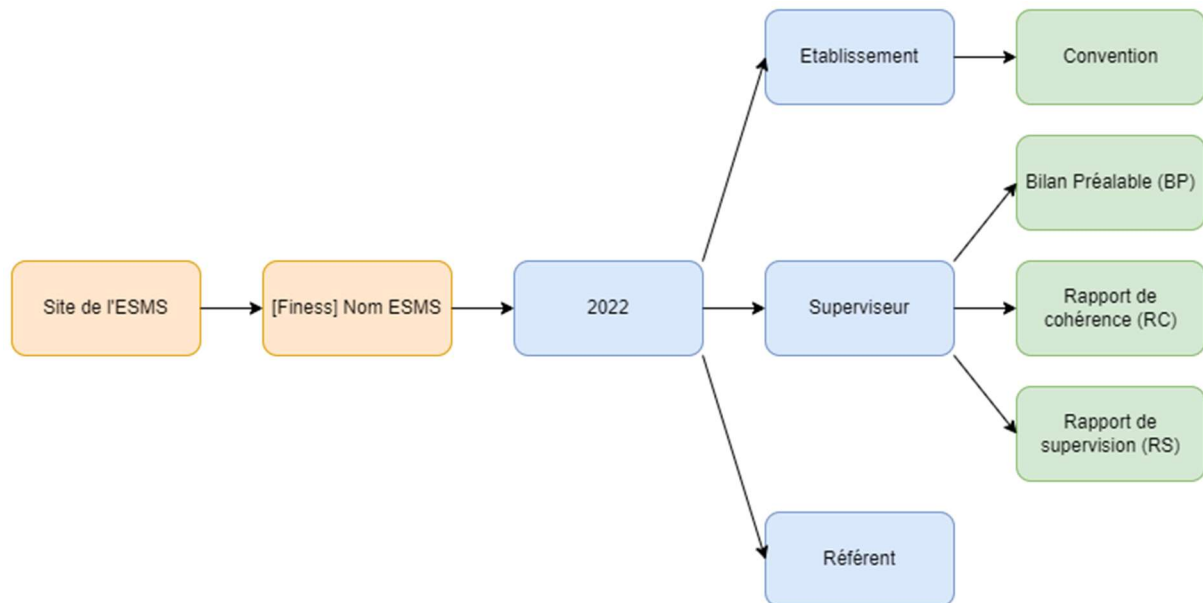 Etablissement
Convention
Bilan Préalable (BP)
Site de l'ESMS
[Finess] Nom ESMS
2022
Superviseur
Rapport de
cohérence (RC)
Rapport de
supervision (RS)
Référent